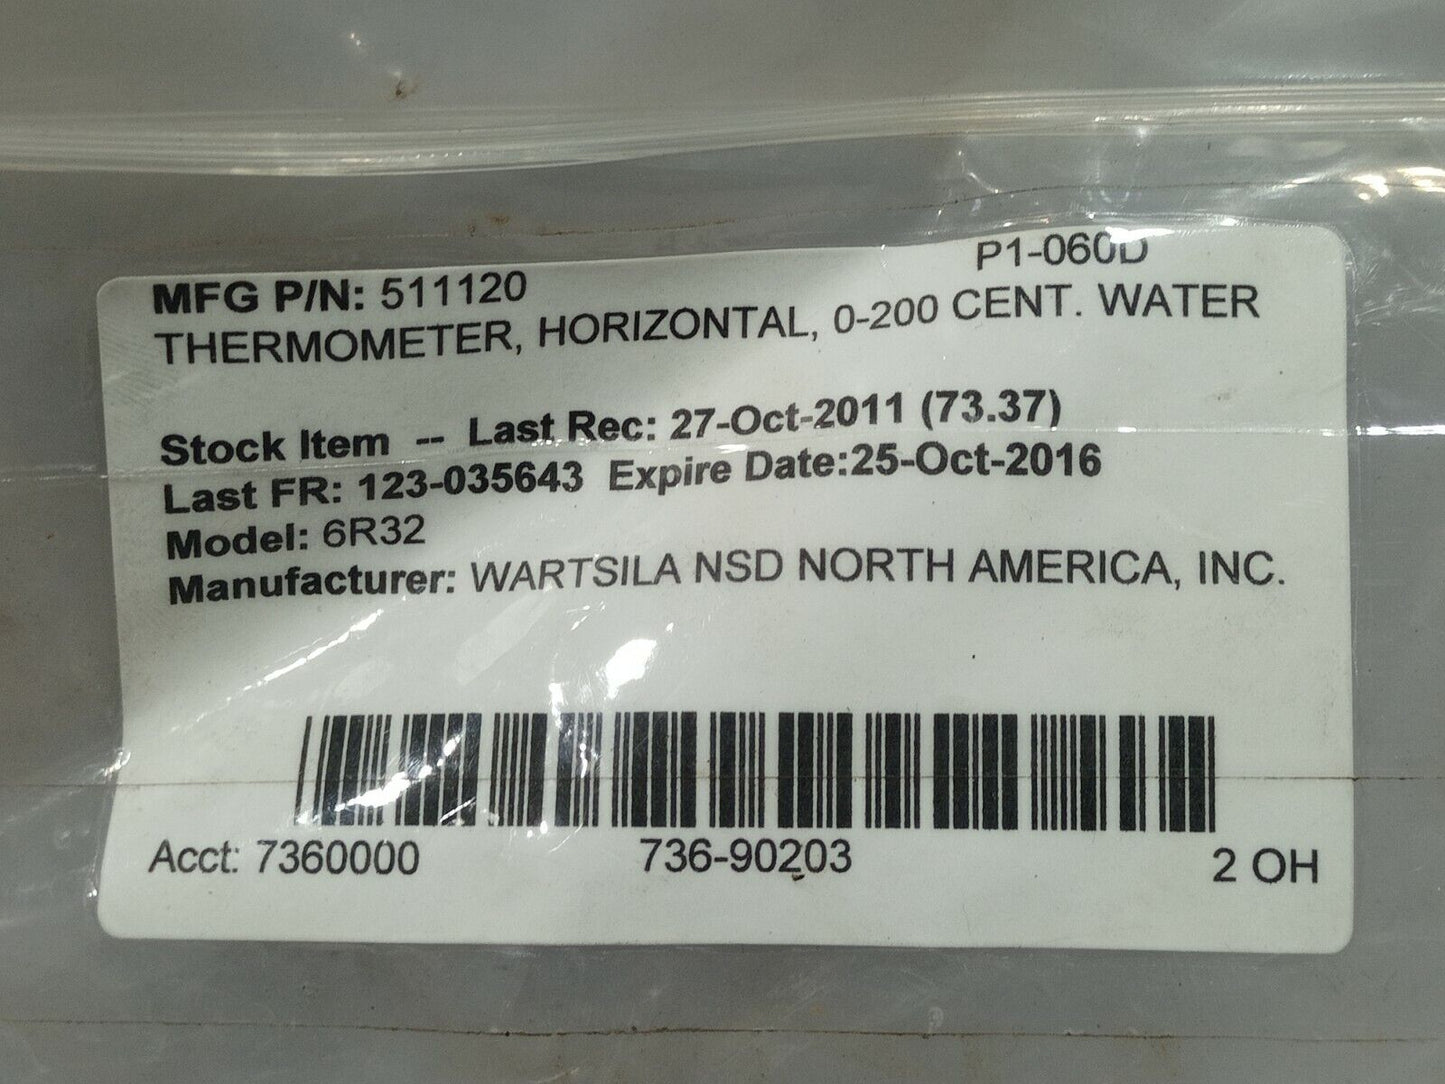 P1-060D
MFG P/N: 511120
THERMOMETER, HORIZONTAL, 0-200 CENT. WATER
Stock Item -- Last Rec: 27-Oct-2011 (73.37)
Last FR: 123-035643 Expire Date:25-Oct-2016
Model: 6R32
Manufacturer: WARTSILA NSD NORTH AMERICA, INC.
Acct: 7360000 736-90203 2 OH